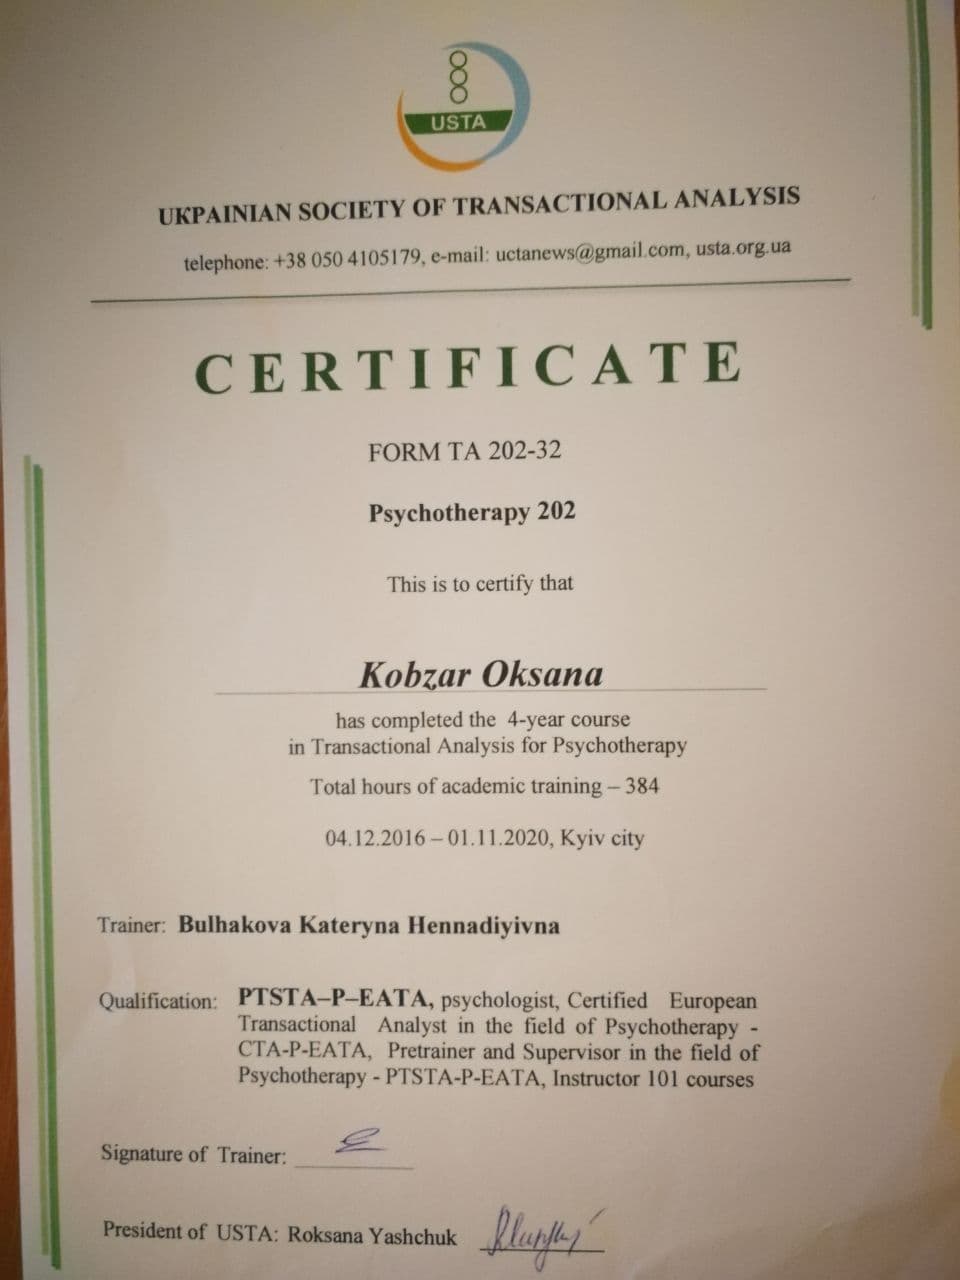 USTA
UKPAINIAN SOCIETY OF TRANSACTIONAL ANALYSIS
telephone: +38 050 4105179, e-mail: uctanews@gmail.com, usta.org.ua
CERTIFICATE
FORM TA 202-32
Psychotherapy 202
This is to certify that
Kobzar Oksana
has completed the 4-year course
in Transactional Analysis for Psychotherapy
Total hours of academic training – 384
04.12.2016 – 01.11.2020, Kyiv city
Trainer: Bulhakova Kateryna Hennadiyivna
Qualification: PTSTA–P–EATA, psychologist, Certified European
Transactional Analyst in the field of Psychotherapy -
CTA-P-EATA, Pretrainer and Supervisor in the field of
Psychotherapy - PTSTA-P-EATA, Instructor 101 courses
Signature of Trainer:
President of USTA: Roksana Yashchuk